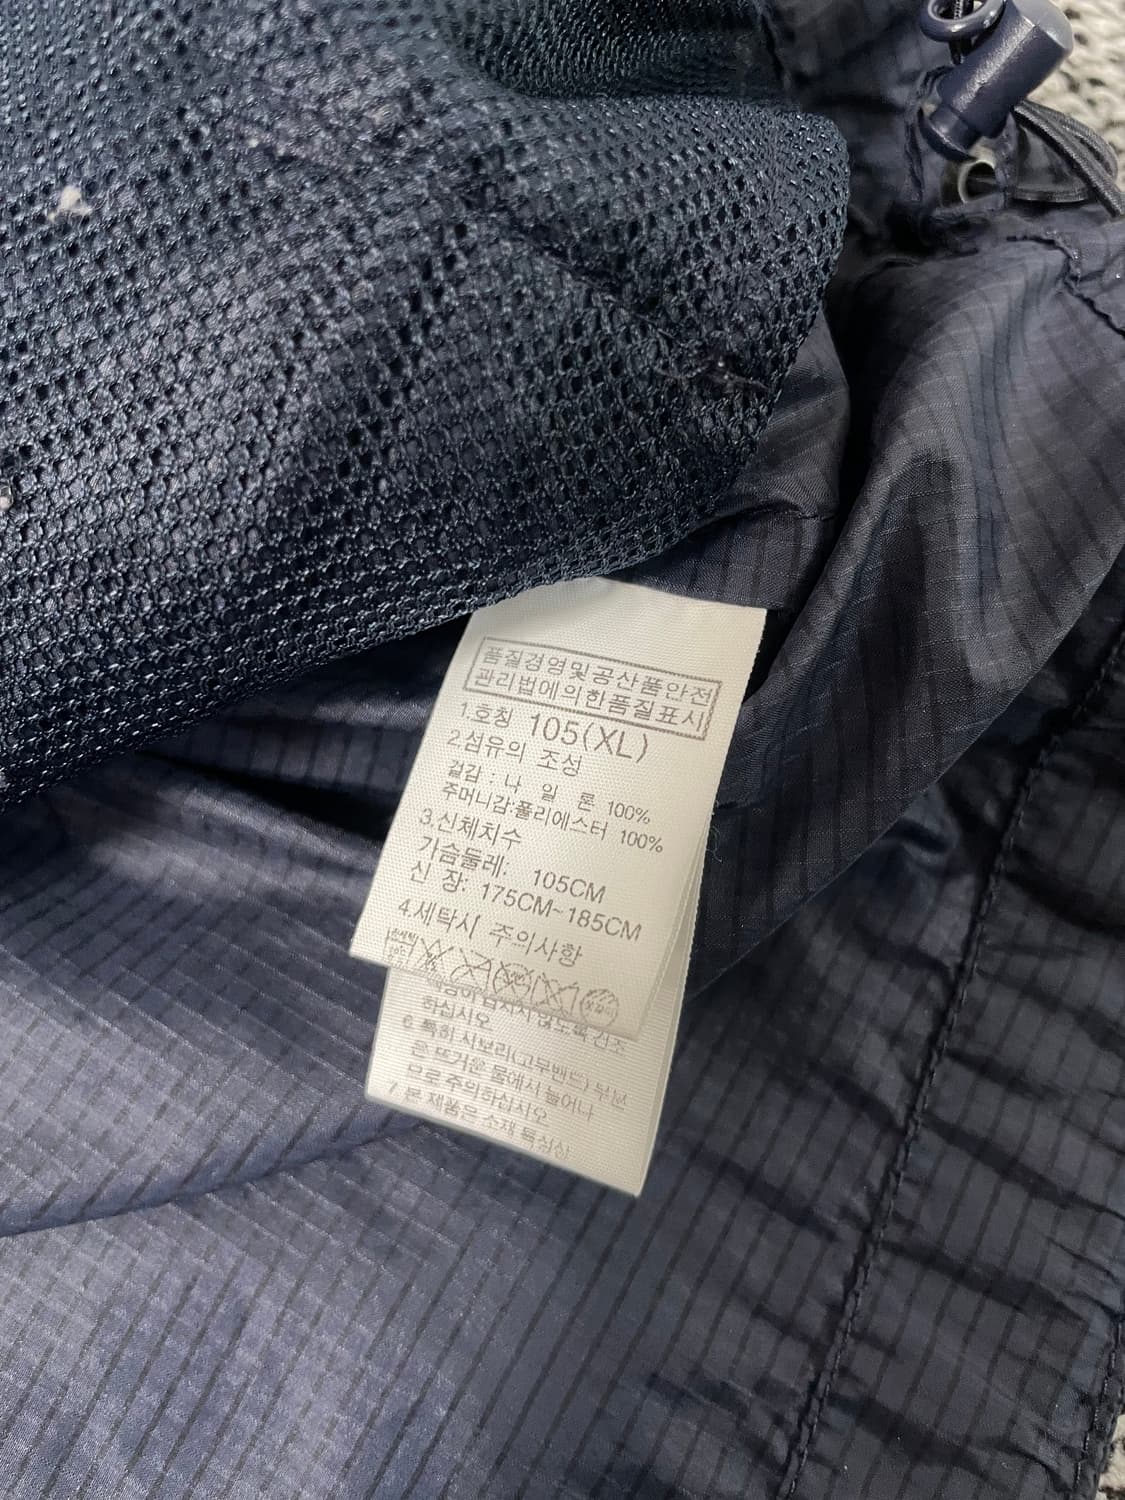 품질경영및공산품안전
관리법에의한품질표시
1.호칭 105(XL)
2.섬유의 조성
겉감 : 나 일 론 100%
주머니감:폴리에스터 100%
3.신체치수
가슴둘레: 105CM
신 장: 175CM~185CM
4.세탁시 주의사항
하십시오
6 특히 시보리(고무밴드) 부분
은 뜨거운 물에서 늘어나
므로 주의하십시오
7 본 제품은 소재 특성상